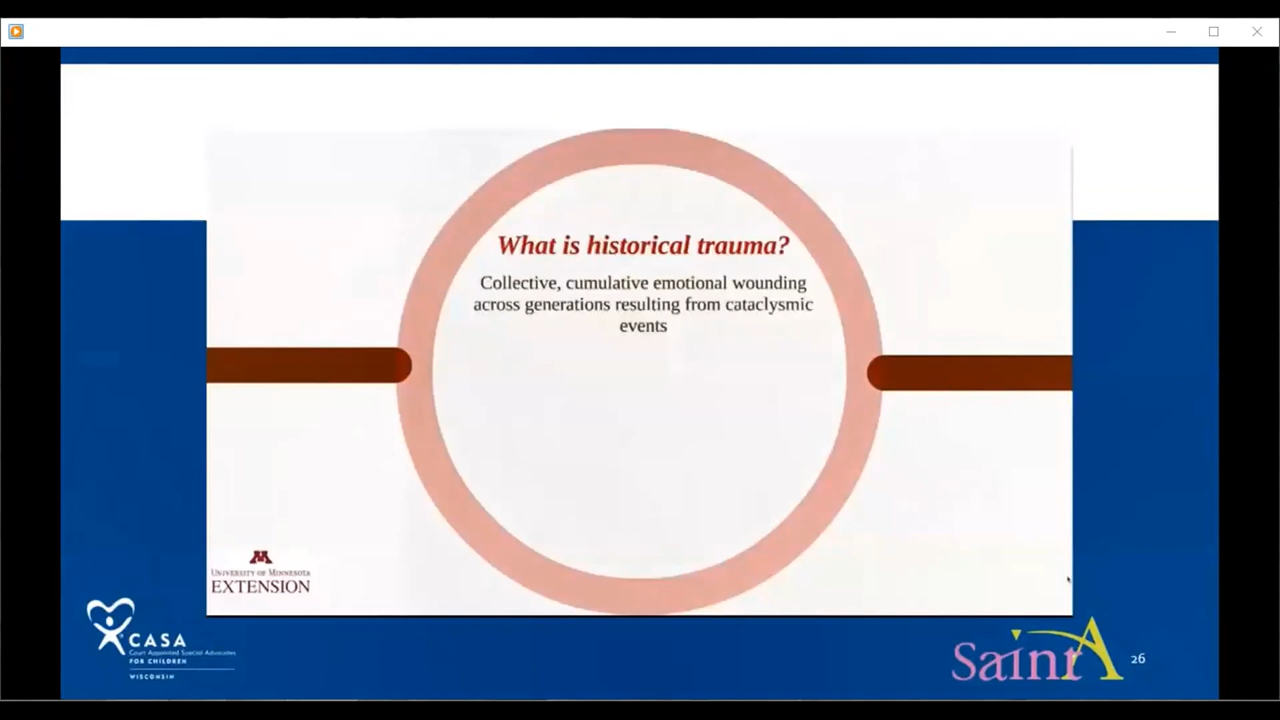 What is historical trauma?
Collective, cumulative emotional wounding
across generations resulting from cataclysmic
events
M
UNIVERSITY OF MINNESOTA
EXTENSION
CASA
Court Appointed Special Advocates
FOR CHILDREN
WISCONSIN
SaintA
26